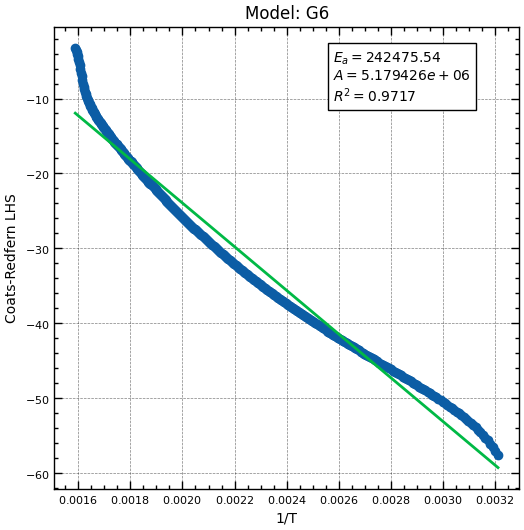 Model: G6
E_a = 242475.54
A = 5.179426e + 06
R^2 = 0.9717
Coats-Redfern LHS
−10
−20
−30
−40
−50
−60
0.0016 0.0018 0.0020 0.0022 0.0024 0.0026 0.0028 0.0030 0.0032
1/T